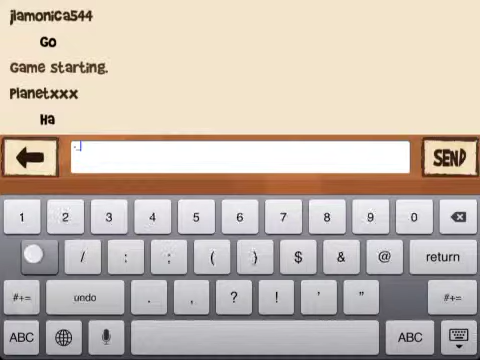 jlamonica544
Go
Game starting.
Planetxxx
Ha
SEND
1 2 3 4 5 6 7 8 9 0
/ : ; ( ) $ & @ return
#+= undo . , ? ! ' " #+=
ABC ABC